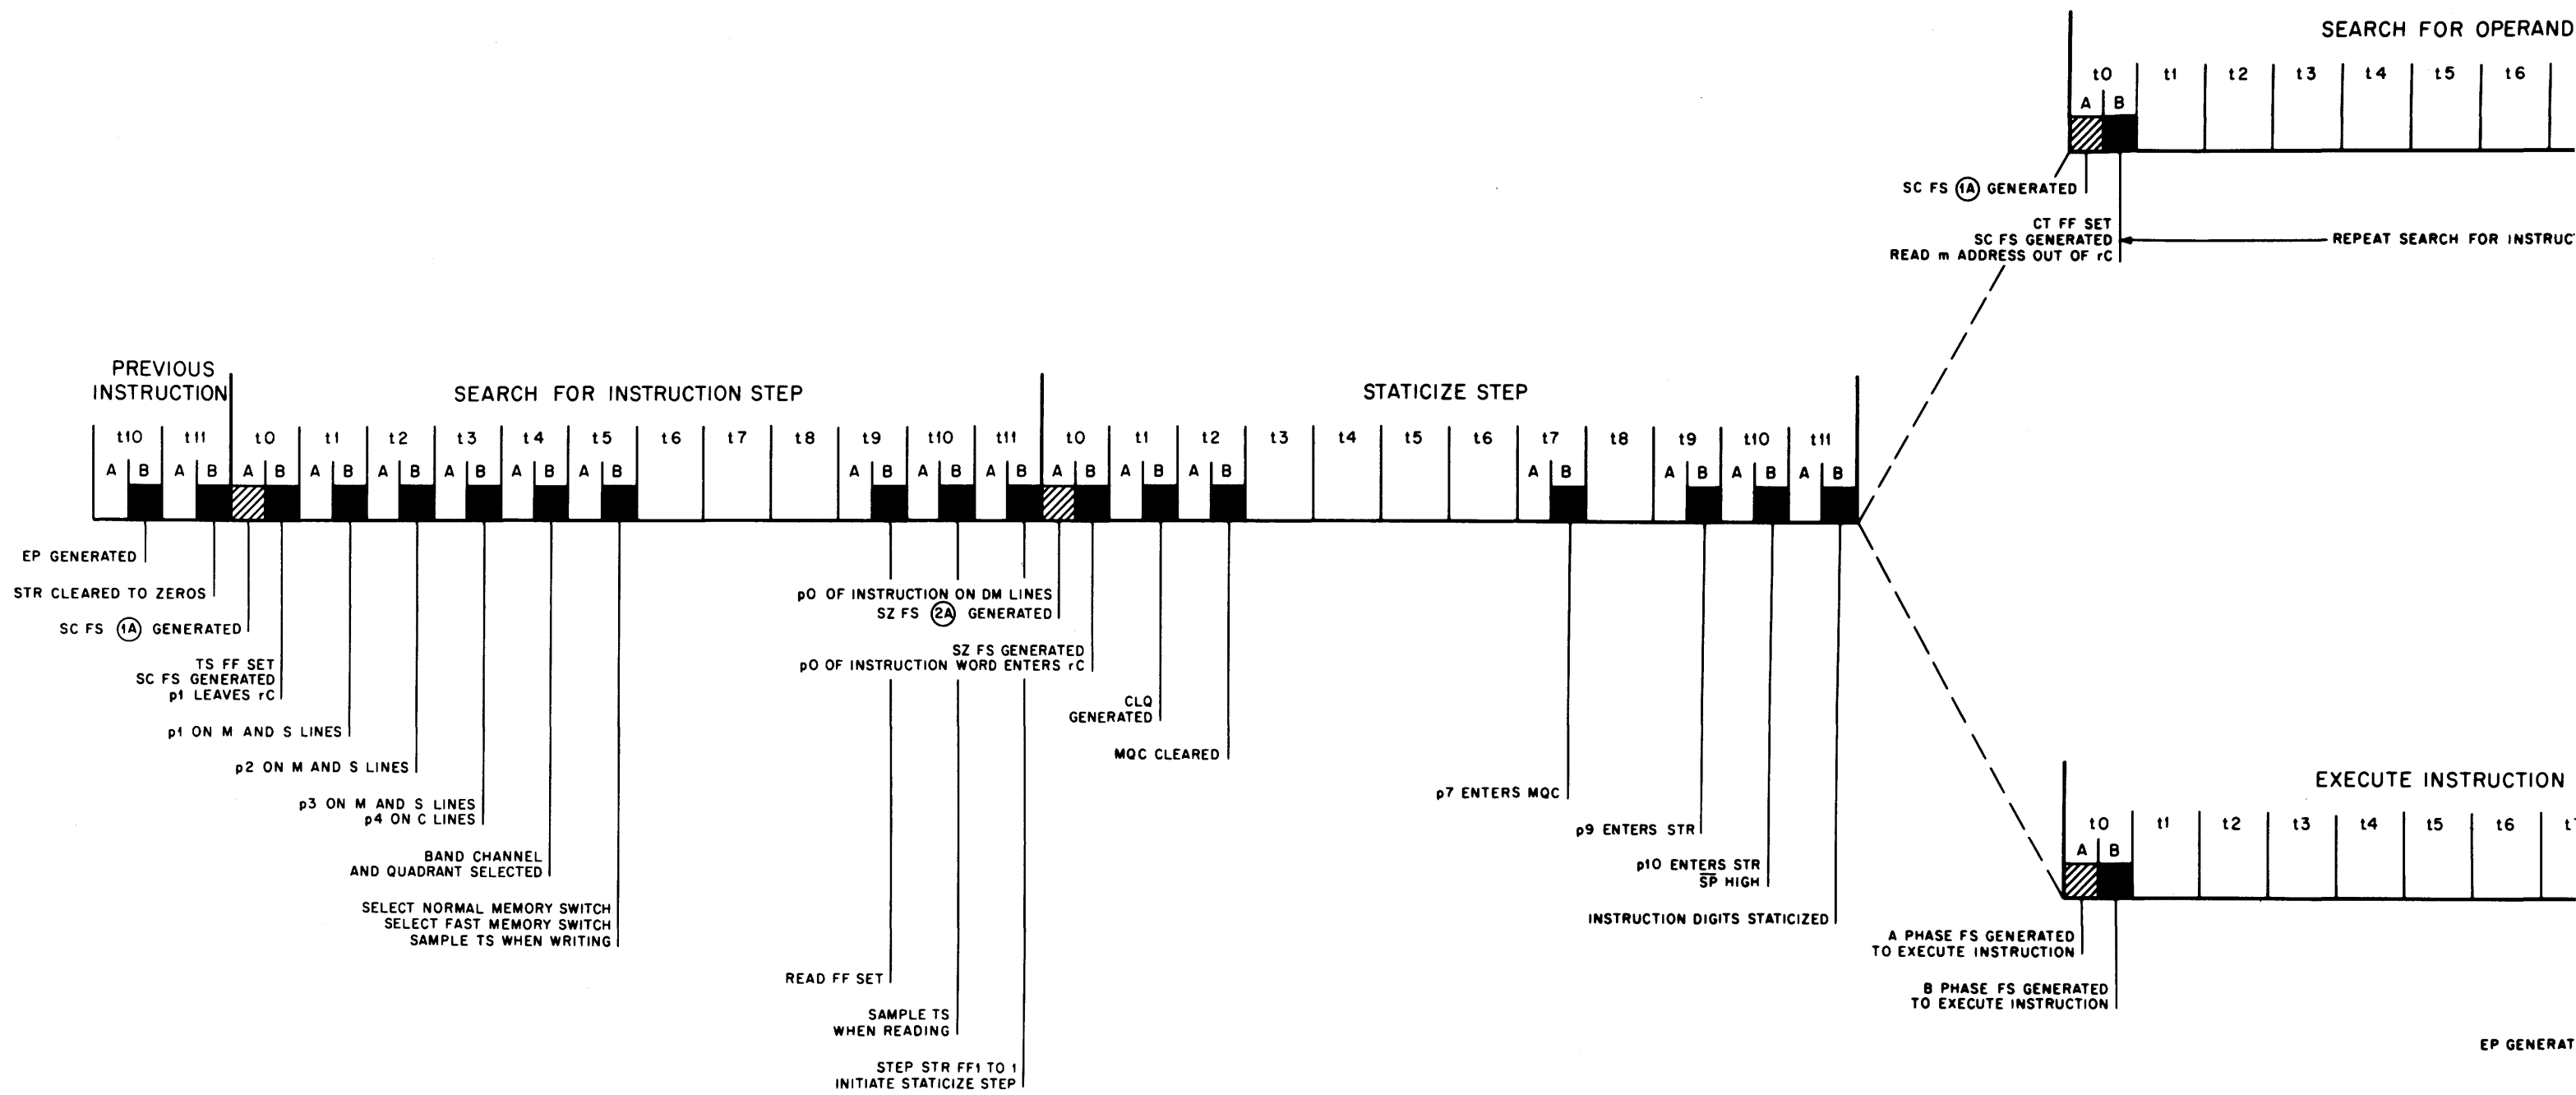 SEARCH FOR OPERAND
t0 t1 t2 t3 t4 t5 t6
A B
SC FS 1A GENERATED
CT FF SET
SC FS GENERATED
READ m ADDRESS OUT OF rC
REPEAT SEARCH FOR INSTRUC
PREVIOUS
INSTRUCTION
SEARCH FOR INSTRUCTION STEP
STATICIZE STEP
t10 t11 t0 t1 t2 t3 t4 t5 t6 t7 t8 t9 t10 t11 t0 t1 t2 t3 t4 t5 t6 t7 t8 t9 t10 t11
A B A B A B A B A B A B A B A B A B A B A B A B A B A B A B A B A B A B
EP GENERATED
STR CLEARED TO ZEROS
SC FS 1A GENERATED
TS FF SET
SC FS GENERATED
p1 LEAVES rC
p1 ON M AND S LINES
p2 ON M AND S LINES
p3 ON M AND S LINES
p4 ON C LINES
BAND CHANNEL
AND QUADRANT SELECTED
SELECT NORMAL MEMORY SWITCH
SELECT FAST MEMORY SWITCH
SAMPLE TS WHEN WRITING
p0 OF INSTRUCTION ON DM LINES
SZ FS 2A GENERATED
SZ FS GENERATED
p0 OF INSTRUCTION WORD ENTERS rC
READ FF SET
SAMPLE TS
WHEN READING
STEP STR FF1 TO 1
INITIATE STATICIZE STEP
CLQ
GENERATED
MQC CLEARED
p7 ENTERS MQC
p9 ENTERS STR
p10 ENTERS STR
S̅P̅ HIGH
INSTRUCTION DIGITS STATICIZED
EXECUTE INSTRUCTION
t0 t1 t2 t3 t4 t5 t6 t
A B
A PHASE FS GENERATED
TO EXECUTE INSTRUCTION
B PHASE FS GENERATED
TO EXECUTE INSTRUCTION
EP GENERAT